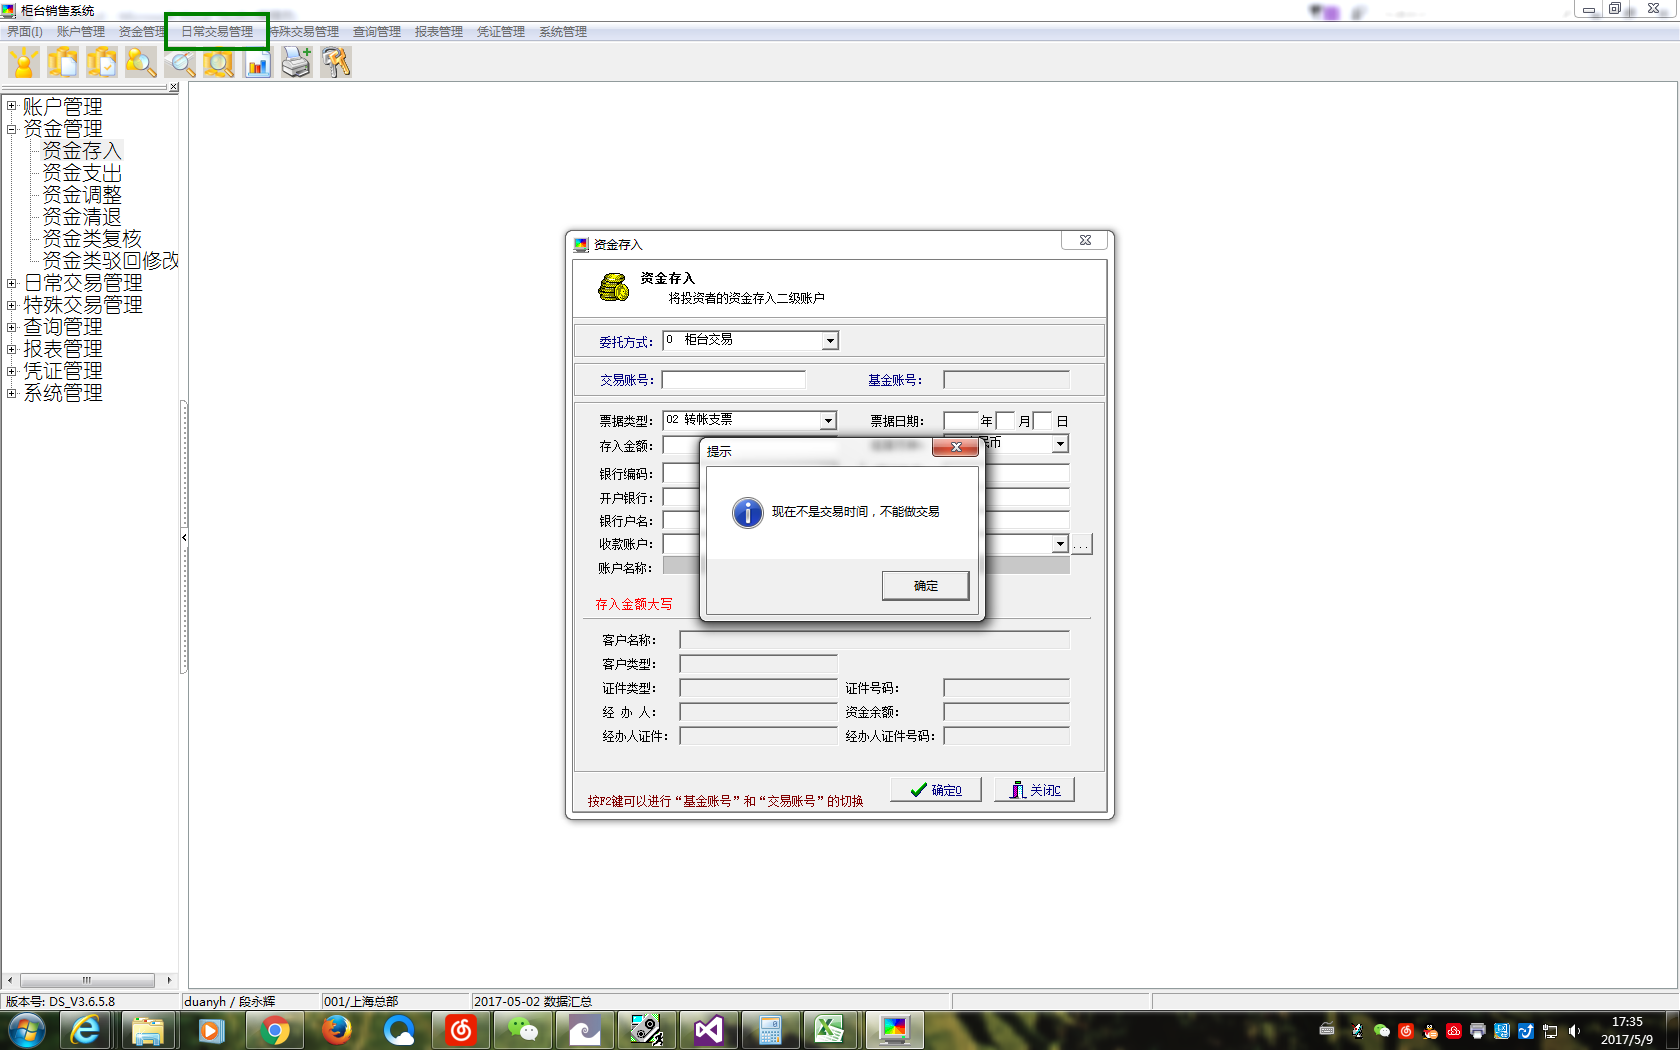 柜台销售系统
界面(I) 账户管理 资金管理 日常交易管理 特殊交易管理 查询管理 报表管理 凭证管理 系统管理
账户管理
资金管理
资金存入
资金支出
资金调整
资金清退
资金类复核
资金类驳回修改
日常交易管理
特殊交易管理
查询管理
报表管理
凭证管理
系统管理
资金存入
资金存入
将投资者的资金存入二级账户
委托方式: 0 柜台交易
交易账号: 基金账号:
票据类型: 02 转帐支票 票据日期: 年 月 日
存入金额: 民币
银行编码:
开户银行:
银行户名:
收款账户: ...
账户名称:
提示
现在不是交易时间，不能做交易
确定
存入金额大写
客户名称:
客户类型:
证件类型: 证件号码:
经 办 人: 资金余额:
经办人证件: 经办人证件号码:
按F2键可以进行“基金账号”和“交易账号”的切换 确定O 关闭C
版本号: DS_V3.6.5.8 duanyh / 段永辉 001/上海总部 2017-05-02 数据汇总
17:35
2017/5/9